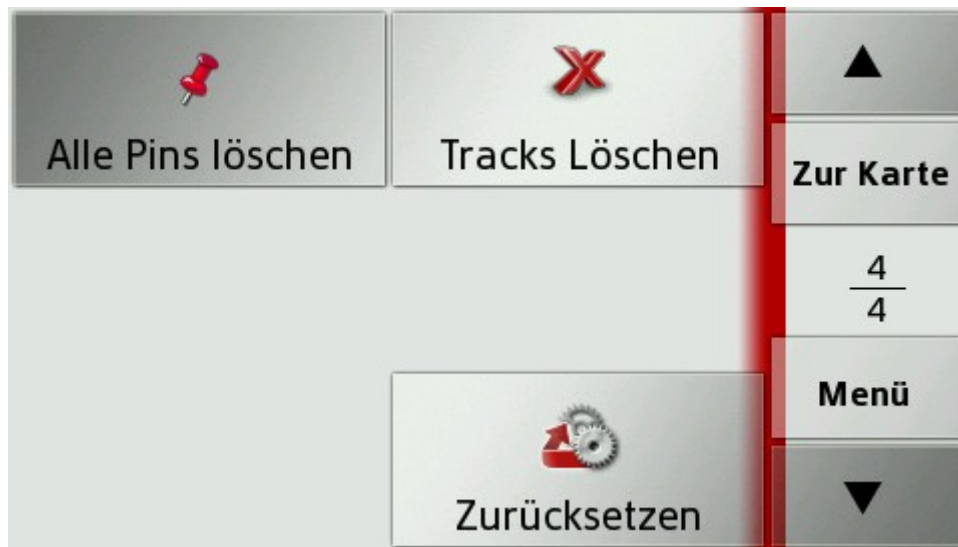 Alle Pins löschen
Tracks Löschen
Zur Karte
4
4
Menü
Zurücksetzen